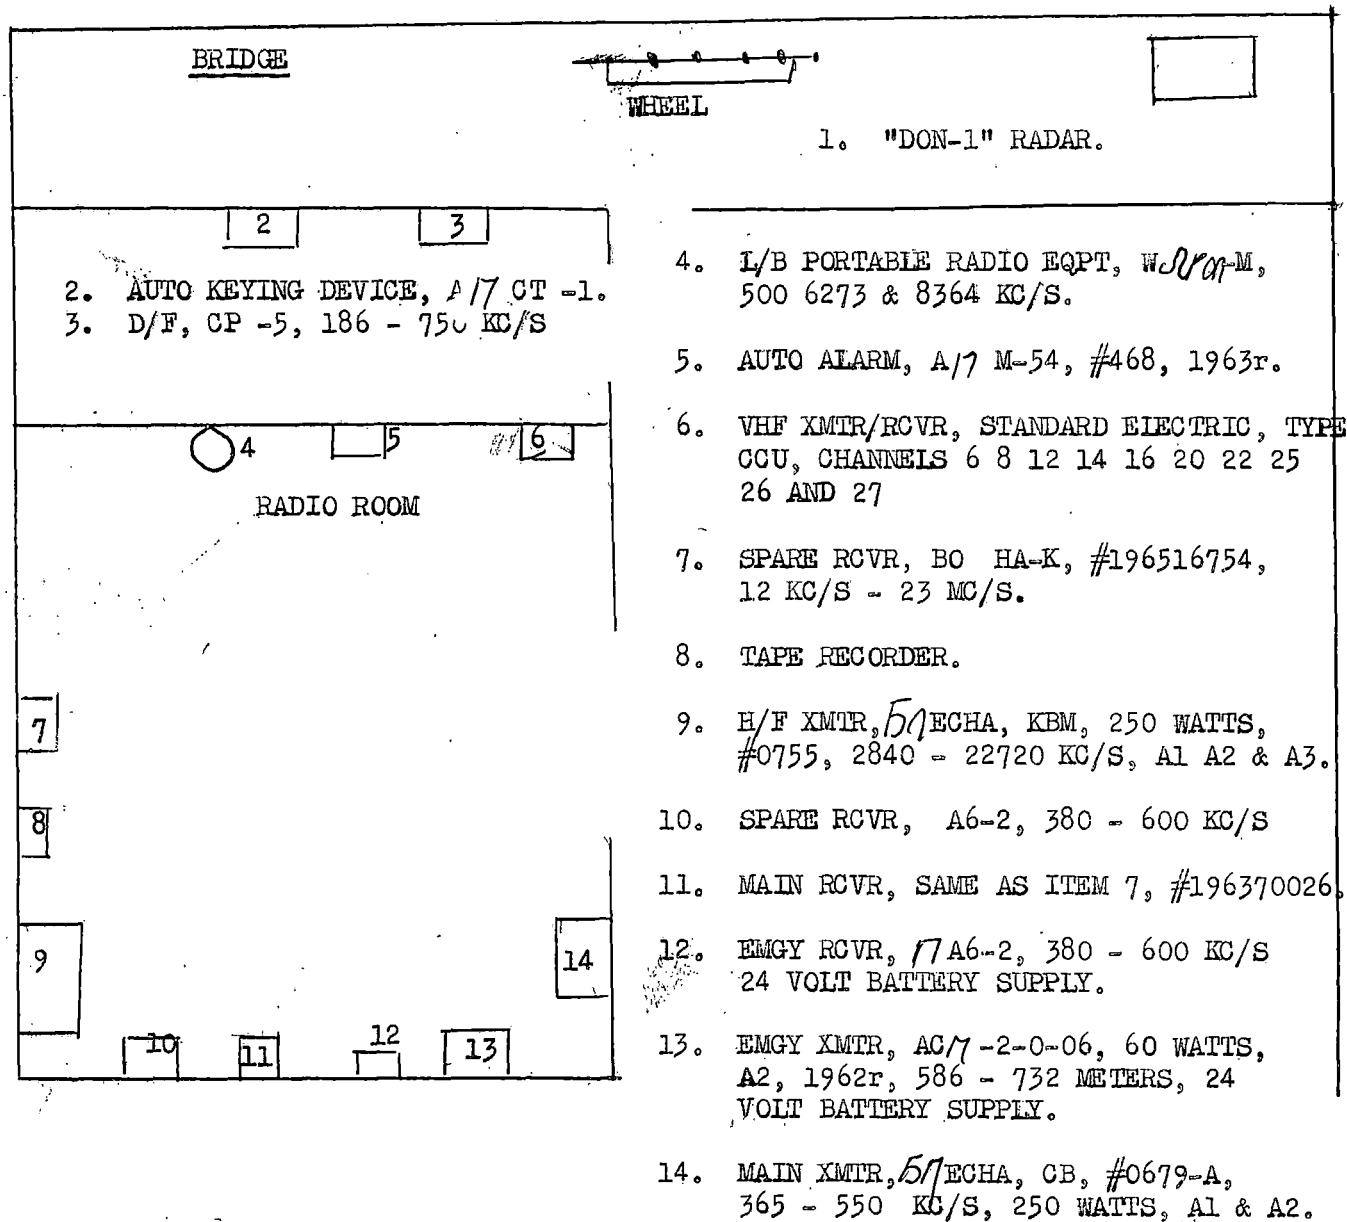 BRIDGE
WHEEL
1. "DON-1" RADAR.
2 3
2. AUTO KEYING DEVICE, АП CT -1.
3. D/F, CP -5, 186 - 750 KC/S
4 5 6
RADIO ROOM
7
8
9
14
10 11 12 13
4. L/B PORTABLE RADIO EQPT,
500 6273 & 8364 KC/S.
5. AUTO ALARM, АП M-54, #468, 1963r.
6. VHF XMTR/RCVR, STANDARD ELECTRIC, TYPE
CCU, CHANNELS 6 8 12 14 16 20 22 25
26 AND 27
7. SPARE RCVR, BO HA-K, #196516754,
12 KC/S - 23 MC/S.
8. TAPE RECORDER.
9. H/F XMTR, БЛECHA, KBM, 250 WATTS,
#0755, 2840 - 22720 KC/S, A1 A2 & A3.
10. SPARE RCVR, A6-2, 380 - 600 KC/S
11. MAIN RCVR, SAME AS ITEM 7, #196370026.
12. EMGY RCVR, ПA6-2, 380 - 600 KC/S
24 VOLT BATTERY SUPPLY.
13. EMGY XMTR, ACП -2-0-06, 60 WATTS,
A2, 1962r, 586 - 732 METERS, 24
VOLT BATTERY SUPPLY.
14. MAIN XMTR, БЛECHA, CB, #0679-A,
365 - 550 KC/S, 250 WATTS, A1 & A2.